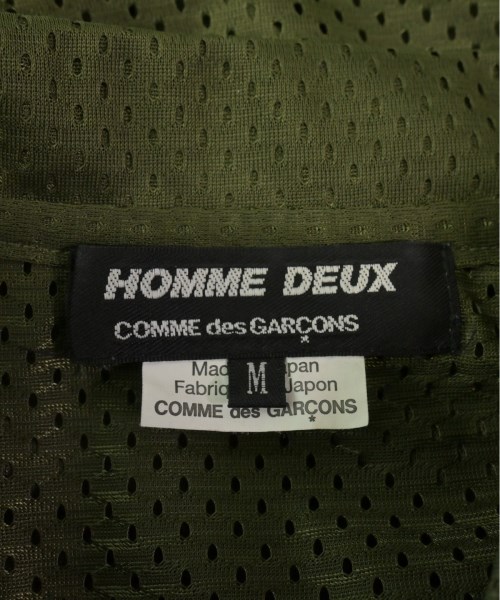 HOMME DEUX
COMME des GARÇONS
Mad M apan
Fabriq Japon
COMME des GARÇONS